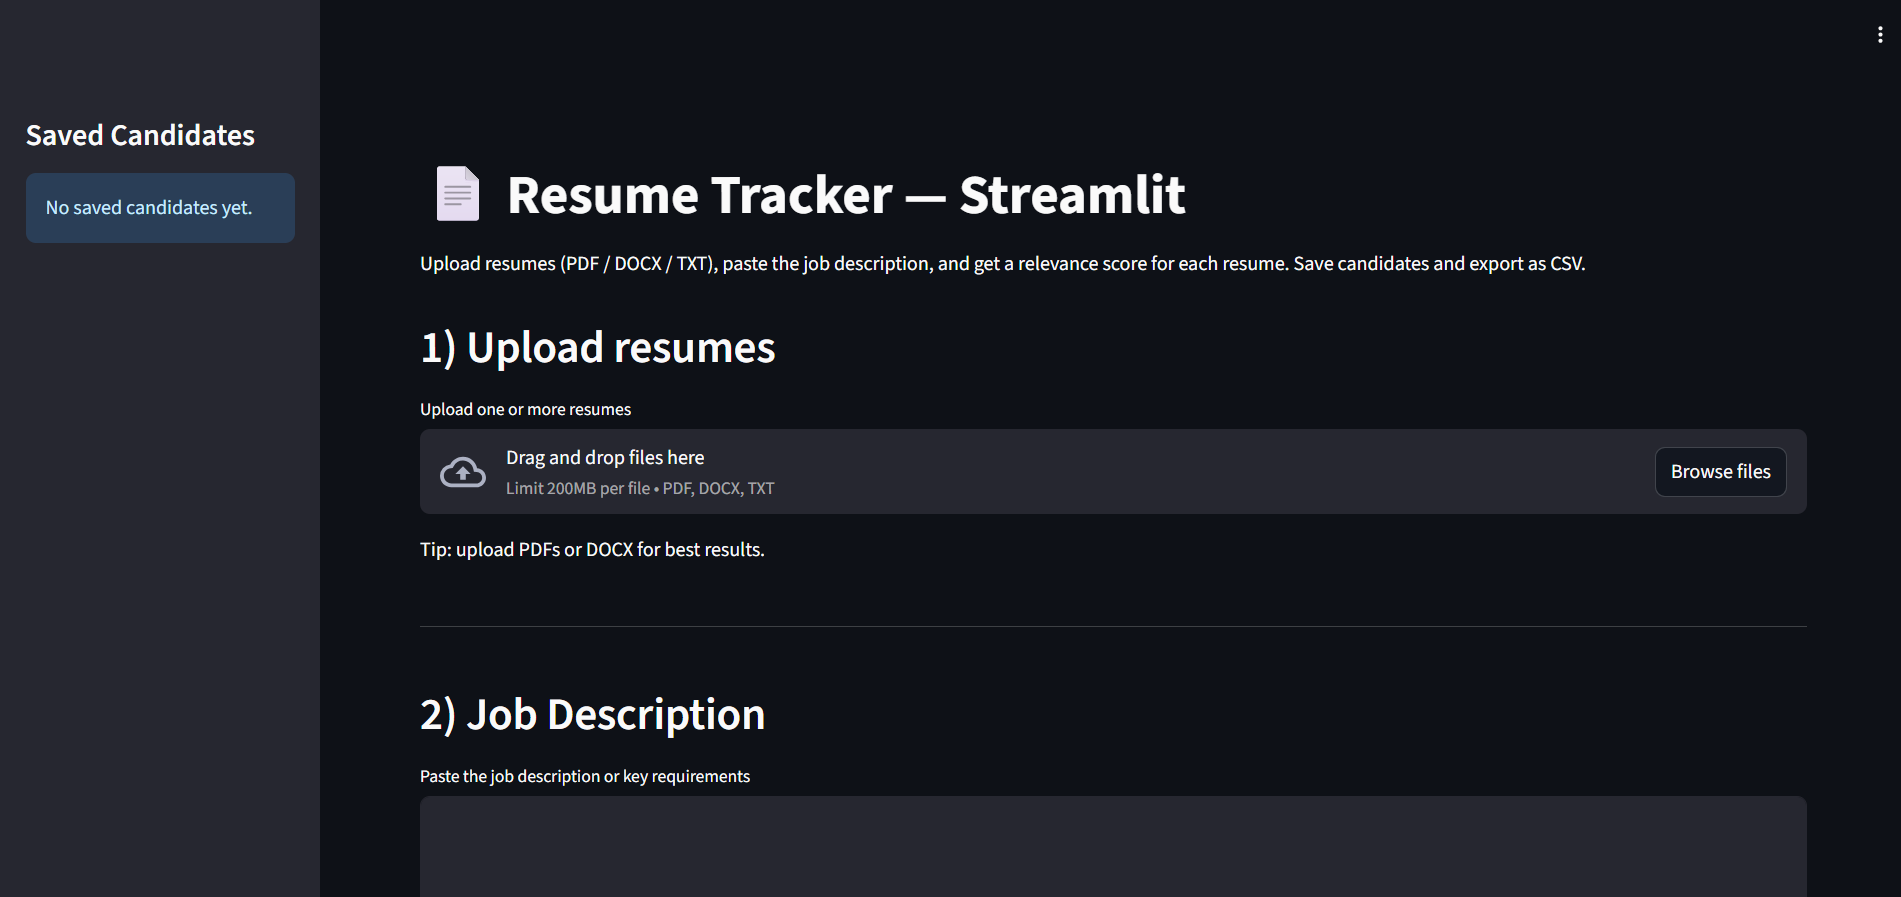 Saved Candidates
No saved candidates yet.
Resume Tracker — Streamlit
Upload resumes (PDF / DOCX / TXT), paste the job description, and get a relevance score for each resume. Save candidates and export as CSV.
1) Upload resumes
Upload one or more resumes
Drag and drop files here
Limit 200MB per file • PDF, DOCX, TXT
Browse files
Tip: upload PDFs or DOCX for best results.
2) Job Description
Paste the job description or key requirements